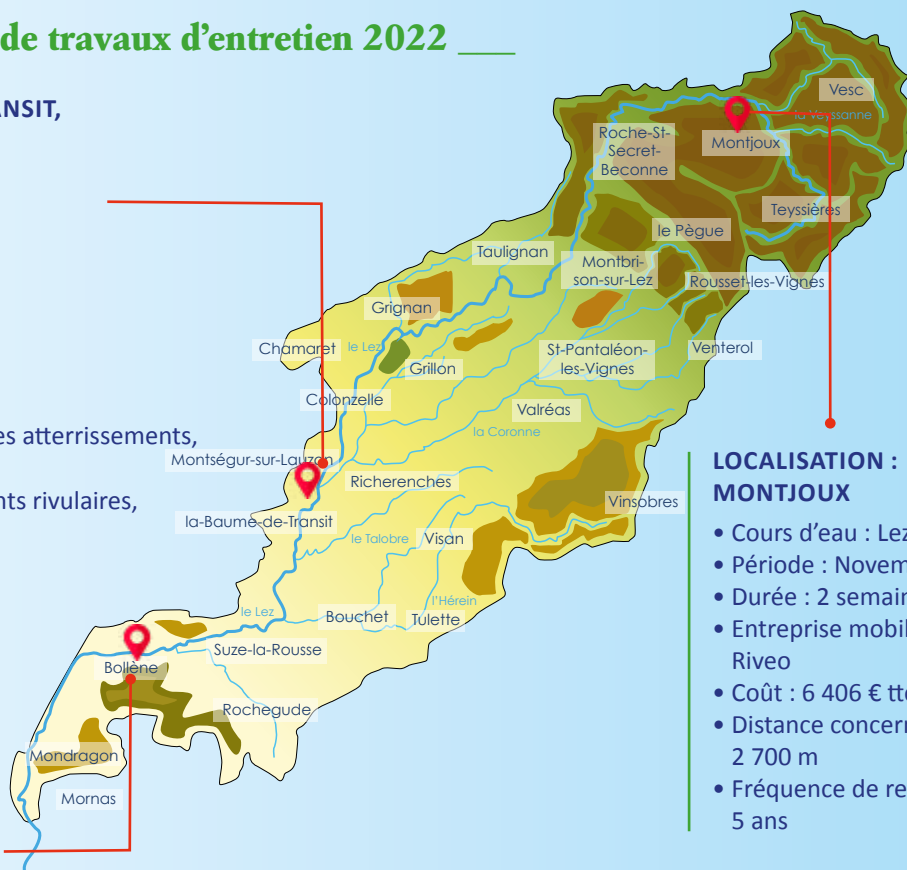 de travaux d'entretien 2022
ANSIT,
es atterrissements,
nts rivulaires,
Vesc
la Veyssanne
Roche-St-
Secret-
Beconne
Montjoux
Teyssières
le Pègue
Taulignan
Montbri-
son-sur-Lez
Rousset-les-Vignes
Grignan
Chamaret
le Lez
Grillon
St-Pantaléon-
les-Vignes
Venterol
Colonzelle
Valréas
la Coronne
Montségur-sur-Lauzon
Richerenches
Vinsobres
la-Baume-de-Transit
le Talobre
Visan
l'Hérein
le Lez
Bouchet
Tulette
Suze-la-Rousse
Bollène
Rochegude
Mondragon
Mornas
LOCALISATION :
MONTJOUX
• Cours d'eau : Lez
• Période : Novem
• Durée : 2 semain
• Entreprise mobil
Riveo
• Coût : 6 406 € tt
• Distance concern
2 700 m
• Fréquence de re
5 ans